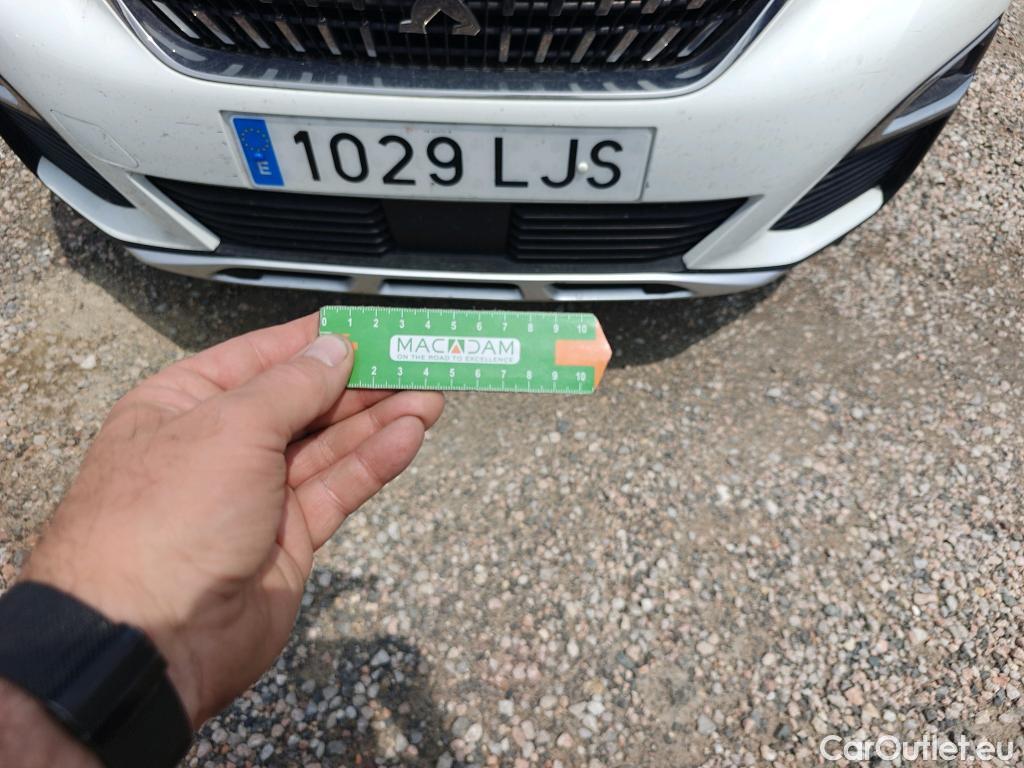 E 1029 LJS
0 1 2 3 4 5 6 7 8 9 10
MACADAM
ON THE ROAD TO EXCELLENCE
2 3 4 5 6 7 8 9 10
CarOutlet.eu